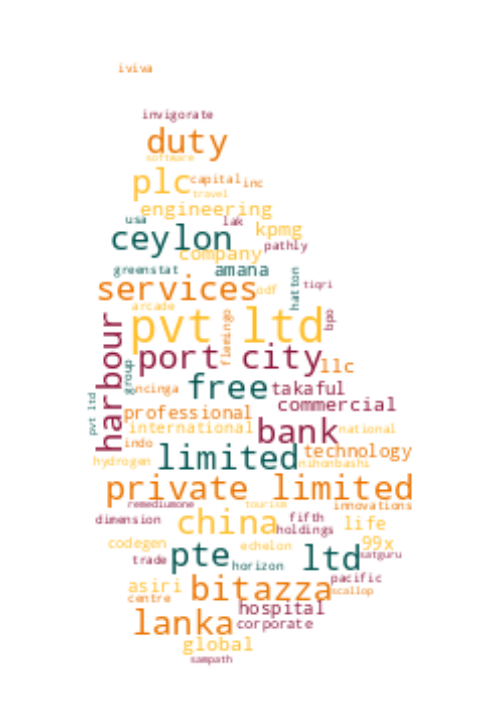 iviva
invigorate
duty
software
plc capital inc
travel
engineering
usa lak
ceylon kpmg
company pathly
greenstat amana
hatton
services odf tiqri
arcade
pvt ltd bpo
flemingo
harbour
port city llc
group
ncinga free takaful
pvt ltd
commercial
professional
international bank national
indo
limited technology
hydrogen nihonbashi
private limited
remediumone tourism innovations
dimension china fifth life
holdings
codegen echelon 99x
trade pte horizon ltd satguru
pacific
asiri bitazza scallop
centre
hospital
lanka corporate
global
sampath